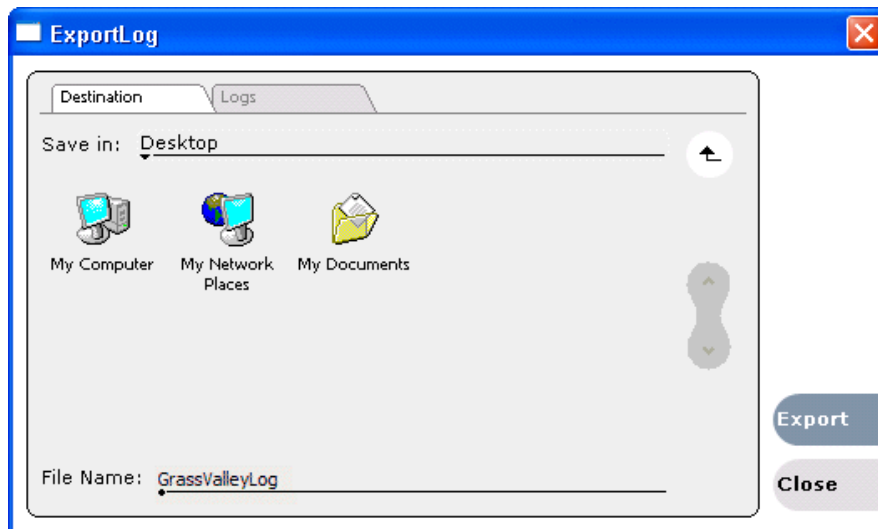 ExportLog
Destination
Logs
Save in: Desktop
My Computer
My Network Places
My Documents
File Name: GrassValleyLog
Export
Close